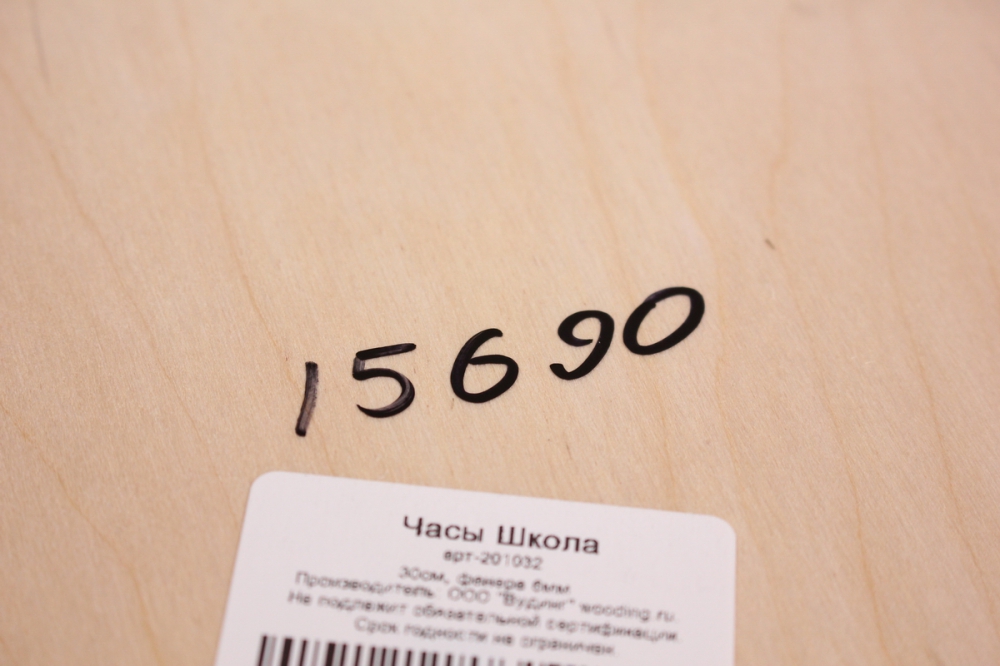 15690
Часы Школа
арт-201032
30см, фанера 6мм
Производитель: ООО "Вудинг" wooding.ru.
Не подлежит обязательной сертификации
Срок годности не ограничен.